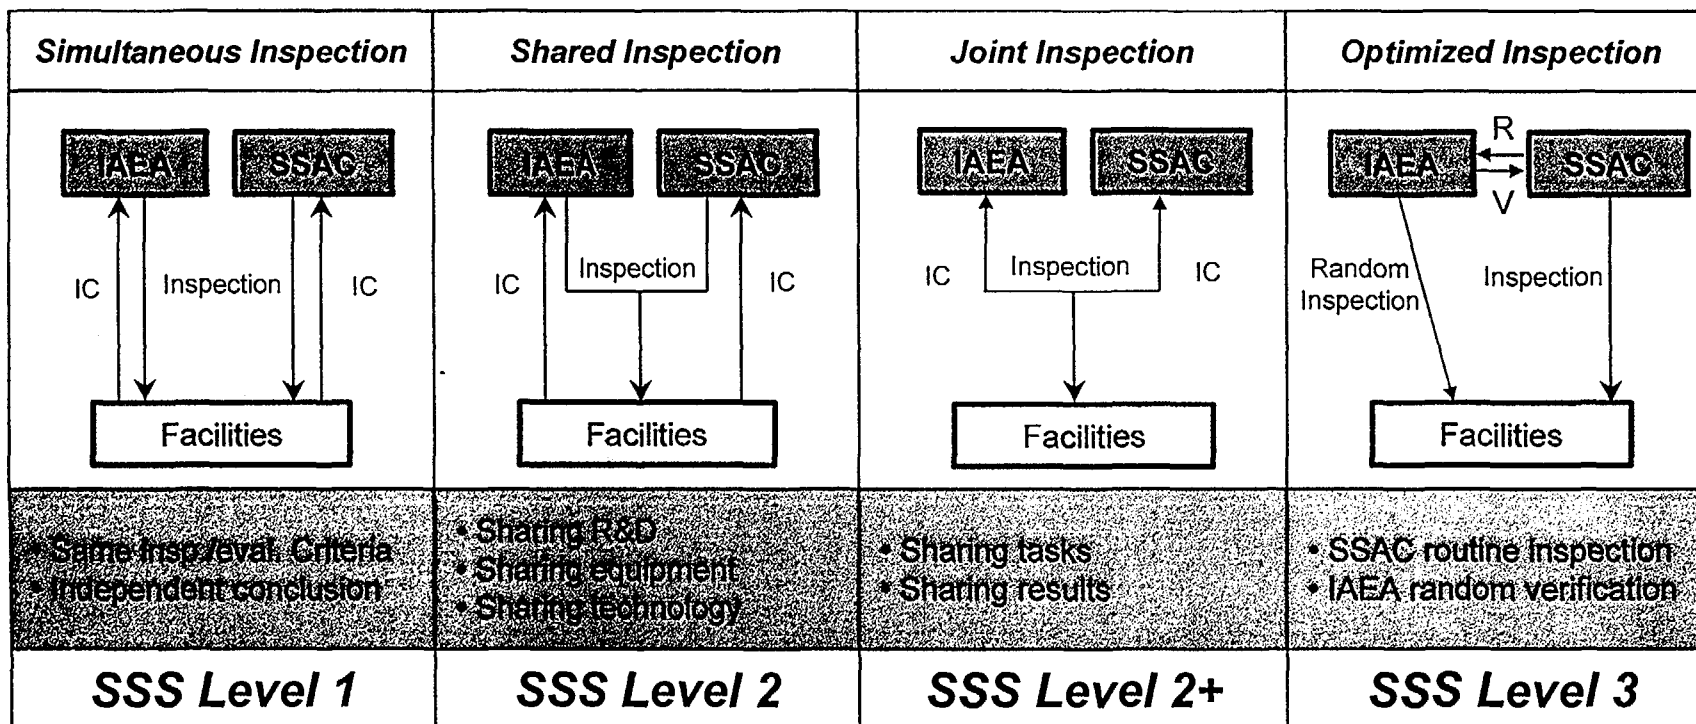 Simultaneous Inspection
Shared Inspection
Joint Inspection
Optimized Inspection
IAEA
SSAC
IC
Inspection
IC
Facilities
IAEA
SSAC
IC
Inspection
IC
Facilities
IAEA
SSAC
IC
Inspection
IC
Facilities
IAEA
R
V
SSAC
Random
Inspection
Inspection
Facilities
• Same insp./eval. Criteria
• Independent conclusion
• Sharing R&D
• Sharing equipment
• Sharing technology
• Sharing tasks
• Sharing results
• SSAC routine inspection
• IAEA random verification
SSS Level 1
SSS Level 2
SSS Level 2+
SSS Level 3